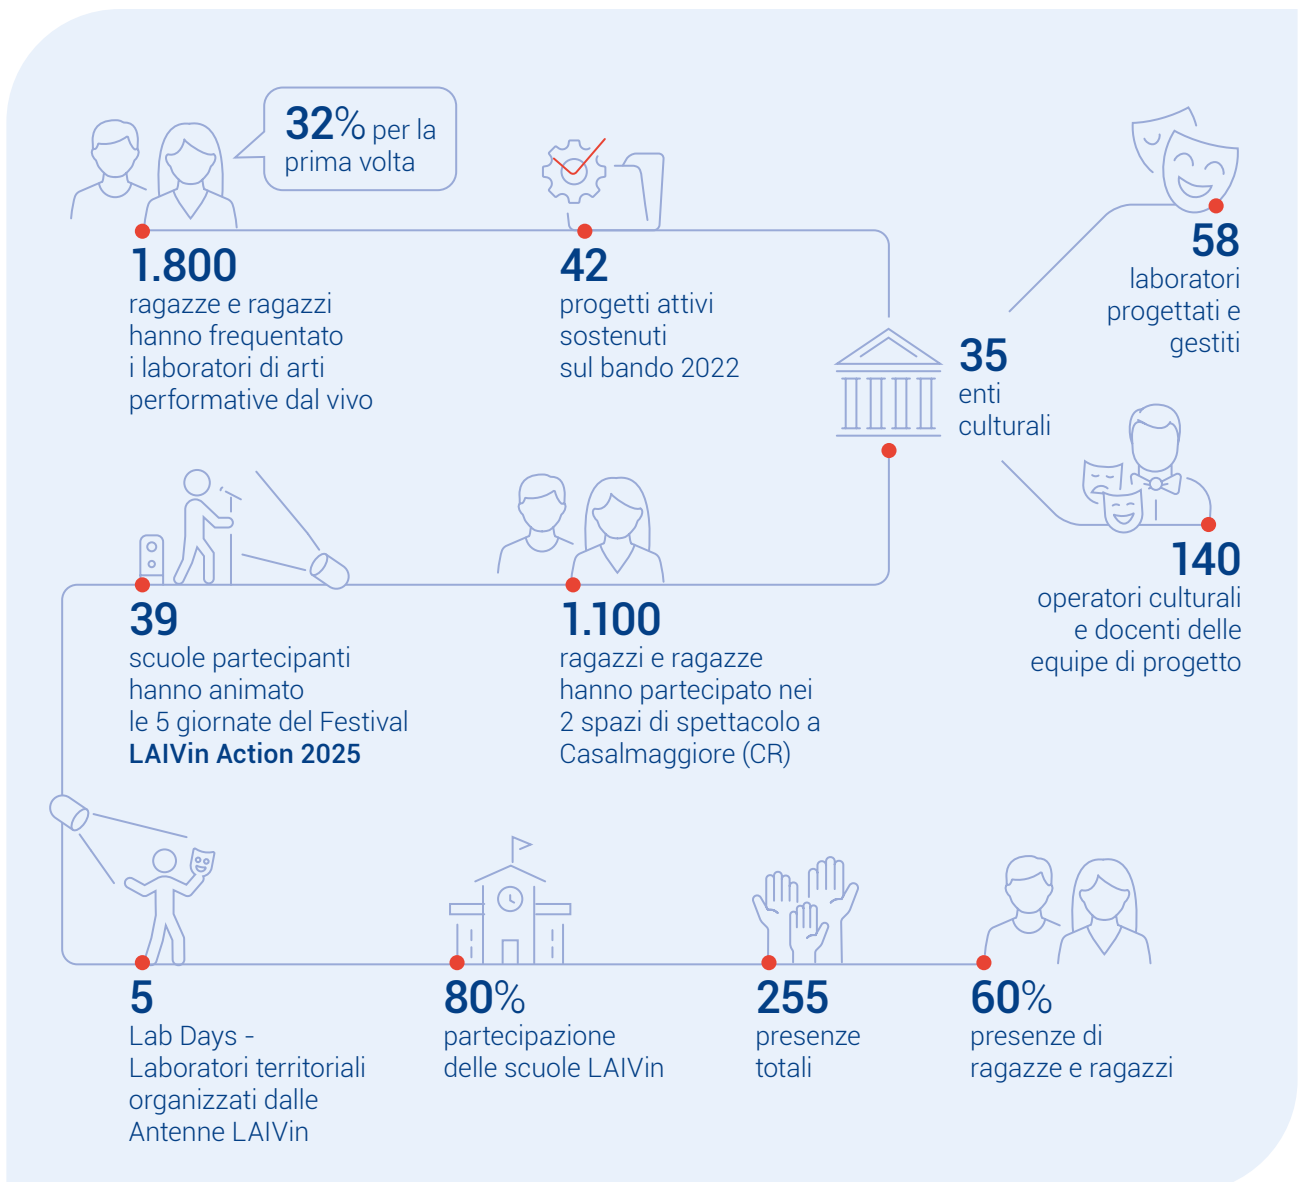 32% per la
prima volta
1.800
ragazze e ragazzi
hanno frequentato
i laboratori di arti
performative dal vivo
42
progetti attivi
sostenuti
sul bando 2022
35
enti
culturali
58
laboratori
progettati e
gestiti
140
operatori culturali
e docenti delle
equipe di progetto
39
scuole partecipanti
hanno animato
le 5 giornate del Festival
LAIVin Action 2025
1.100
ragazzi e ragazze
hanno partecipato nei
2 spazi di spettacolo a
Casalmaggiore (CR)
5
Lab Days -
Laboratori territoriali
organizzati dalle
Antenne LAIVin
80%
partecipazione
delle scuole LAIVin
255
presenze
totali
60%
presenze di
ragazze e ragazzi